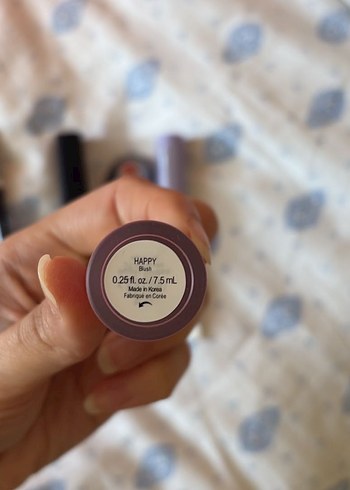 HAPPY
Blush
0.25 fl. oz. / 7.5 mL
Made in Korea
Fabriqué en Corée